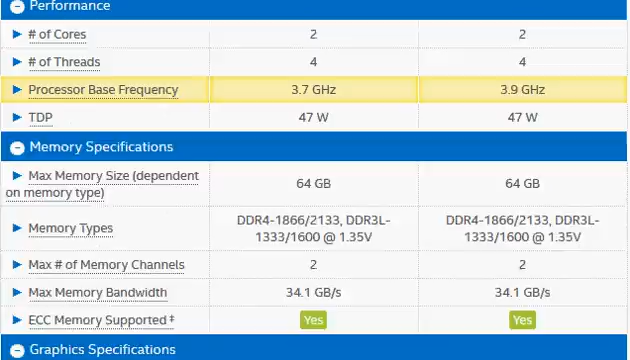 Performance
# of Cores 2 2
# of Threads 4 4
Processor Base Frequency 3.7 GHz 3.9 GHz
TDP 47 W 47 W
Memory Specifications
Max Memory Size (dependent on memory type) 64 GB 64 GB
Memory Types DDR4-1866/2133, DDR3L-1333/1600 @ 1.35V DDR4-1866/2133, DDR3L-1333/1600 @ 1.35V
Max # of Memory Channels 2 2
Max Memory Bandwidth 34.1 GB/s 34.1 GB/s
ECC Memory Supported ‡ Yes Yes
Graphics Specifications